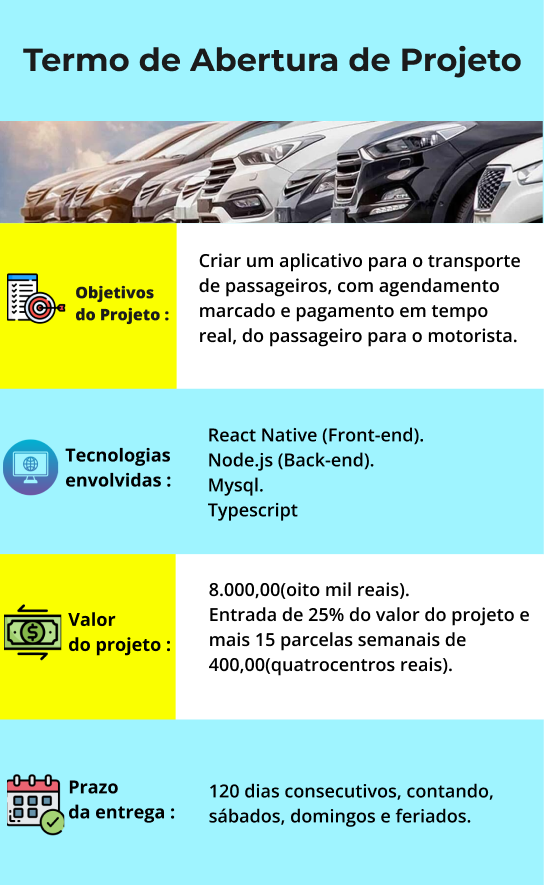 Termo de Abertura de Projeto
Objetivos
do Projeto :
Criar um aplicativo para o transporte
de passageiros, com agendamento
marcado e pagamento em tempo
real, do passageiro para o motorista.
Tecnologias
envolvidas :
React Native (Front-end).
Node.js (Back-end).
Mysql.
Typescript
Valor
do projeto :
8.000,00(oito mil reais).
Entrada de 25% do valor do projeto e
mais 15 parcelas semanais de
400,00(quatrocentros reais).
Prazo
da entrega :
120 dias consecutivos, contando,
sábados, domingos e feriados.